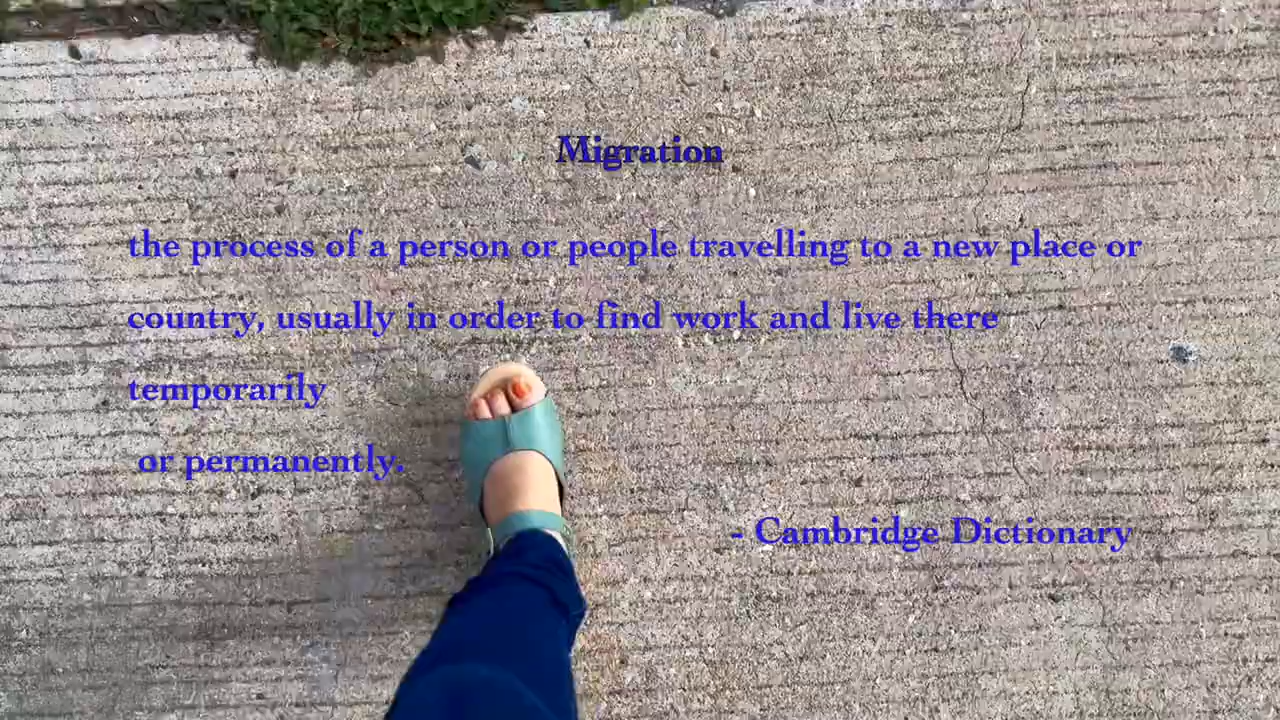 Migration
the process of a person or people travelling to a new place or
country, usually in order to find work and live there
temporarily
or permanently.
- Cambridge Dictionary